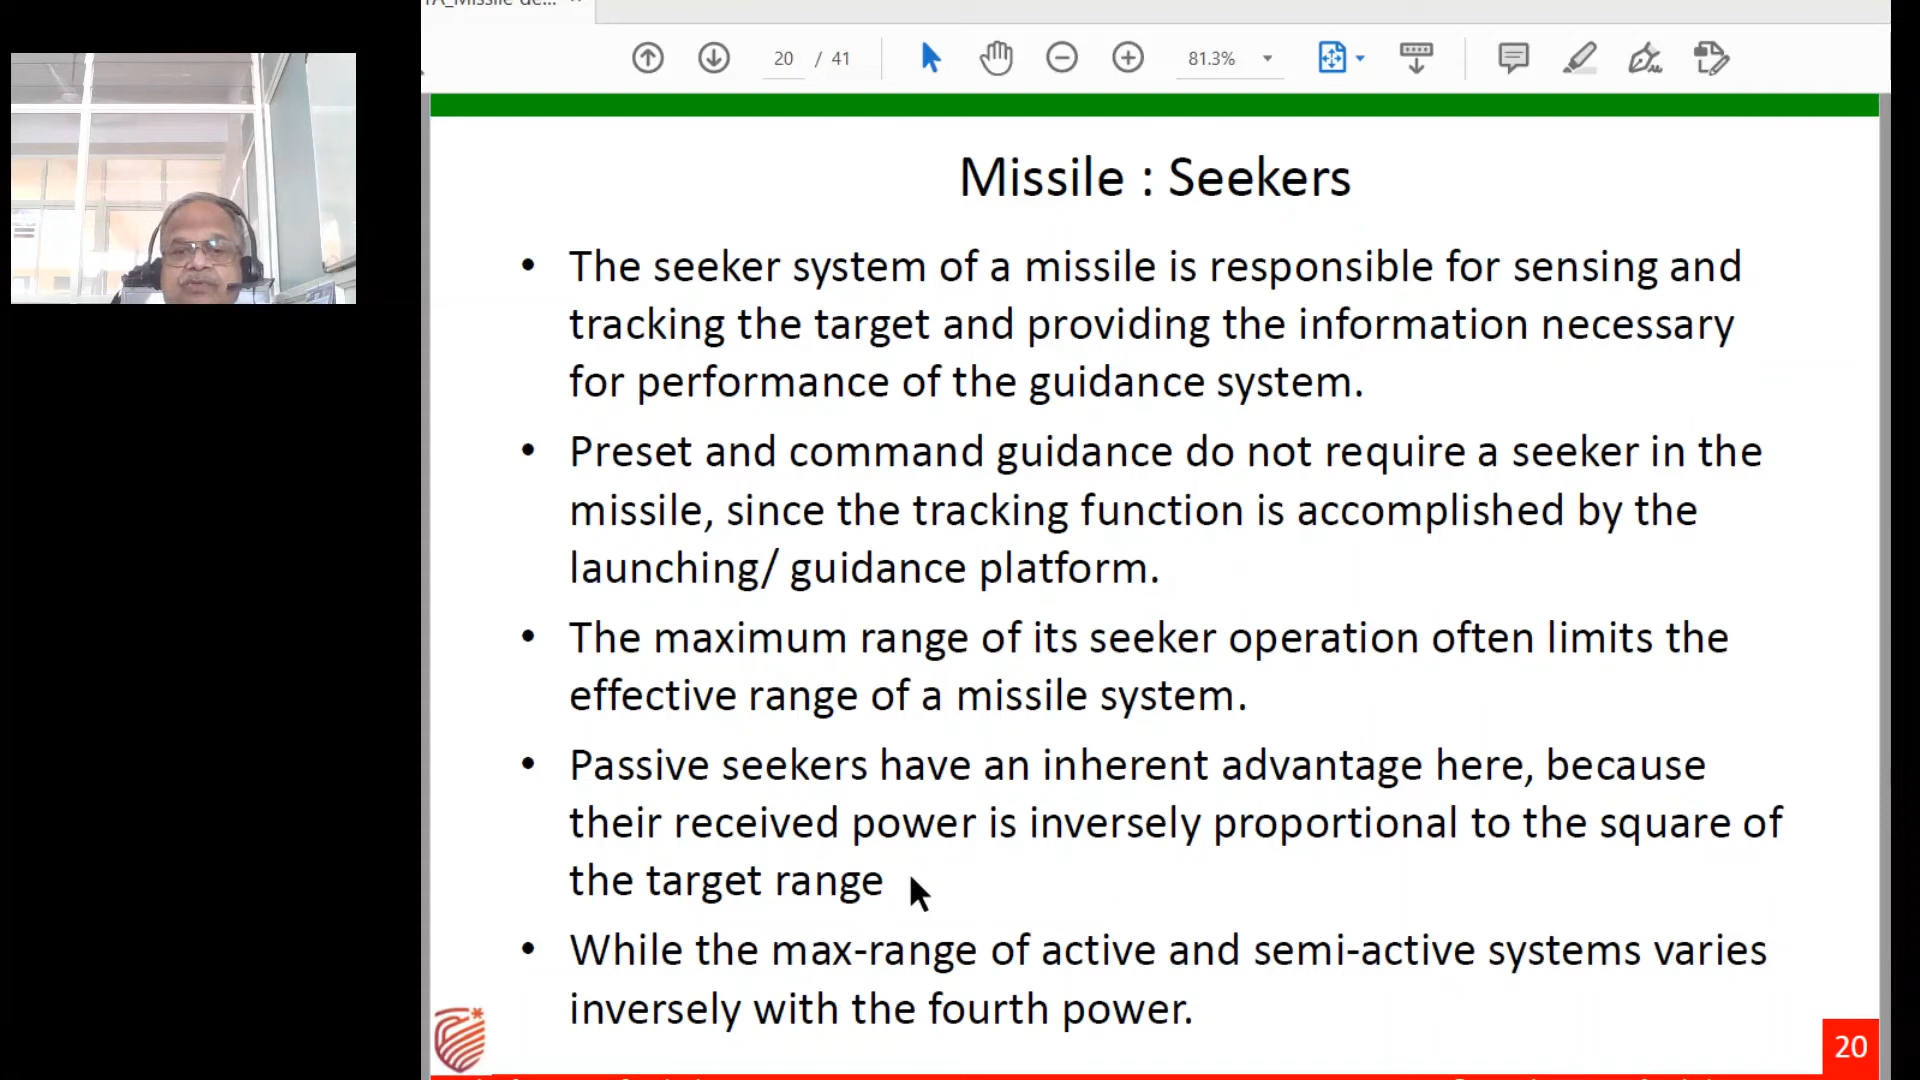 20 / 41
81.3%
Missile : Seekers
• The seeker system of a missile is responsible for sensing and
tracking the target and providing the information necessary
for performance of the guidance system.
• Preset and command guidance do not require a seeker in the
missile, since the tracking function is accomplished by the
launching/ guidance platform.
• The maximum range of its seeker operation often limits the
effective range of a missile system.
• Passive seekers have an inherent advantage here, because
their received power is inversely proportional to the square of
the target range
• While the max-range of active and semi-active systems varies
inversely with the fourth power.
20